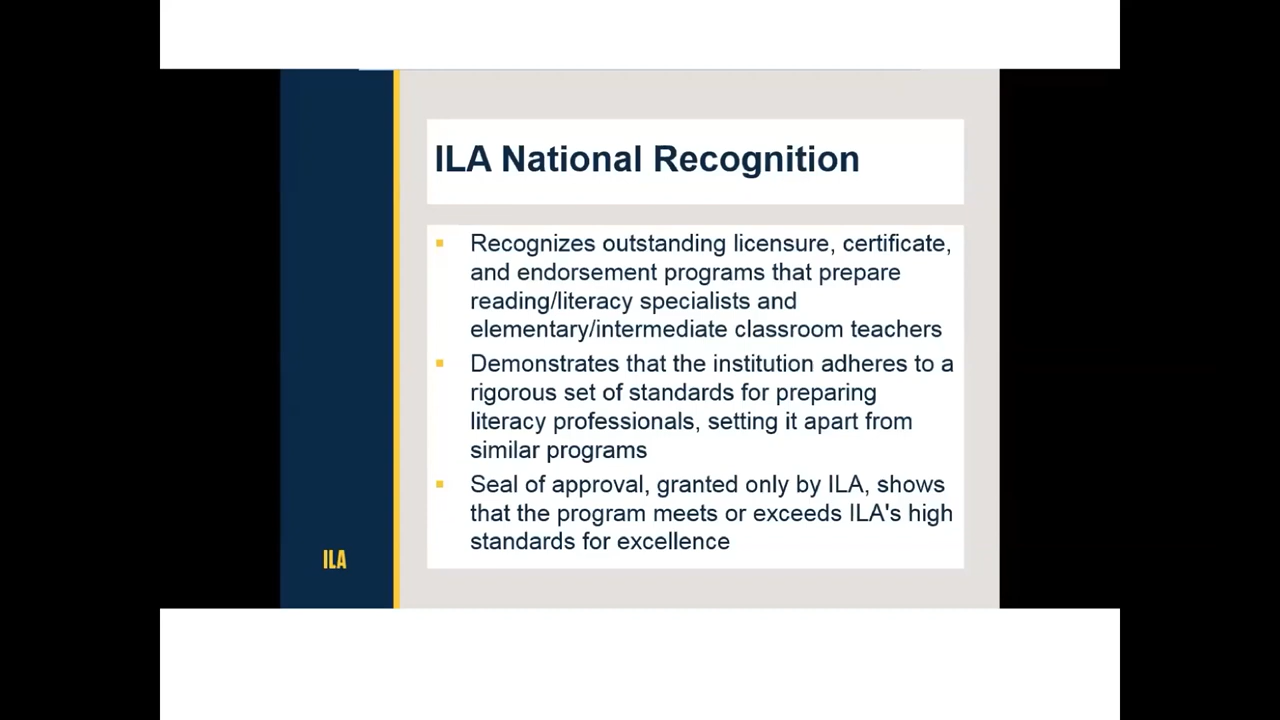 ILA National Recognition
Recognizes outstanding licensure, certificate,
and endorsement programs that prepare
reading/literacy specialists and
elementary/intermediate classroom teachers
Demonstrates that the institution adheres to a
rigorous set of standards for preparing
literacy professionals, setting it apart from
similar programs
Seal of approval, granted only by ILA, shows
that the program meets or exceeds ILA's high
standards for excellence
ILA